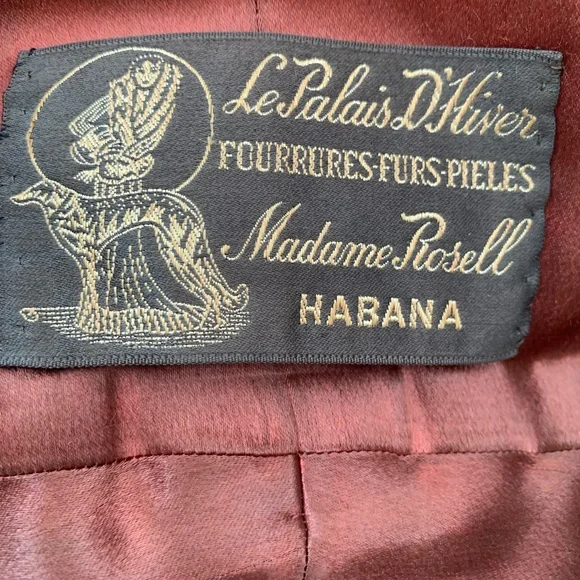 Le Palais D'Hiver
FOURRURES-FURS-PIELES
Madame Rosell
HABANA